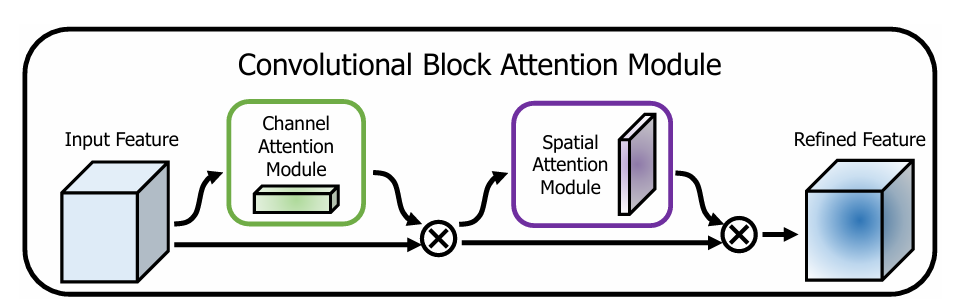 Convolutional Block Attention Module
Input Feature
Channel
Attention
Module
Spatial
Attention
Module
Refined Feature